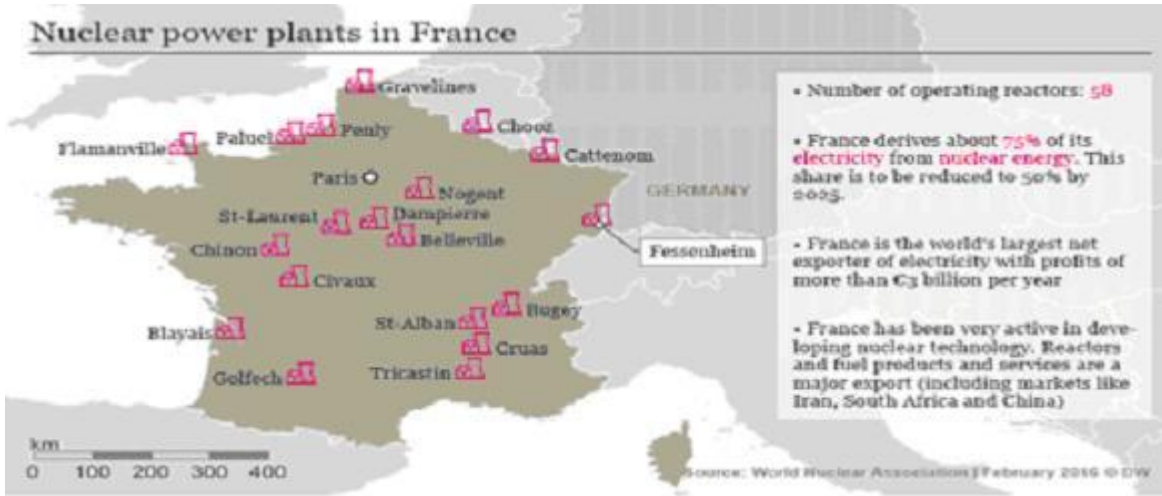 Nuclear power plants in France
Gravelines
Chooz
Paluel
Penly
Flamanville
Cattenom
Paris
Nogent
GERMANY
St-Laurent
Dampierre
Belleville
Chinon
Fessenheim
Civaux
Bugey
St-Alban
Blayais
Cruas
Golfech
Tricastin
• Number of operating reactors: 58
• France derives about 75% of its
electricity from nuclear energy. This
share is to be reduced to 50% by
2025.
• France is the world's largest net
exporter of electricity with profits of
more than €3 billion per year
• France has been very active in deve-
loping nuclear technology. Reactors
and fuel products and services are a
major export (including markets like
Iran, South Africa and China)
km
0 100 200 300 400
Source: World Nuclear Association | February 2016 © DW